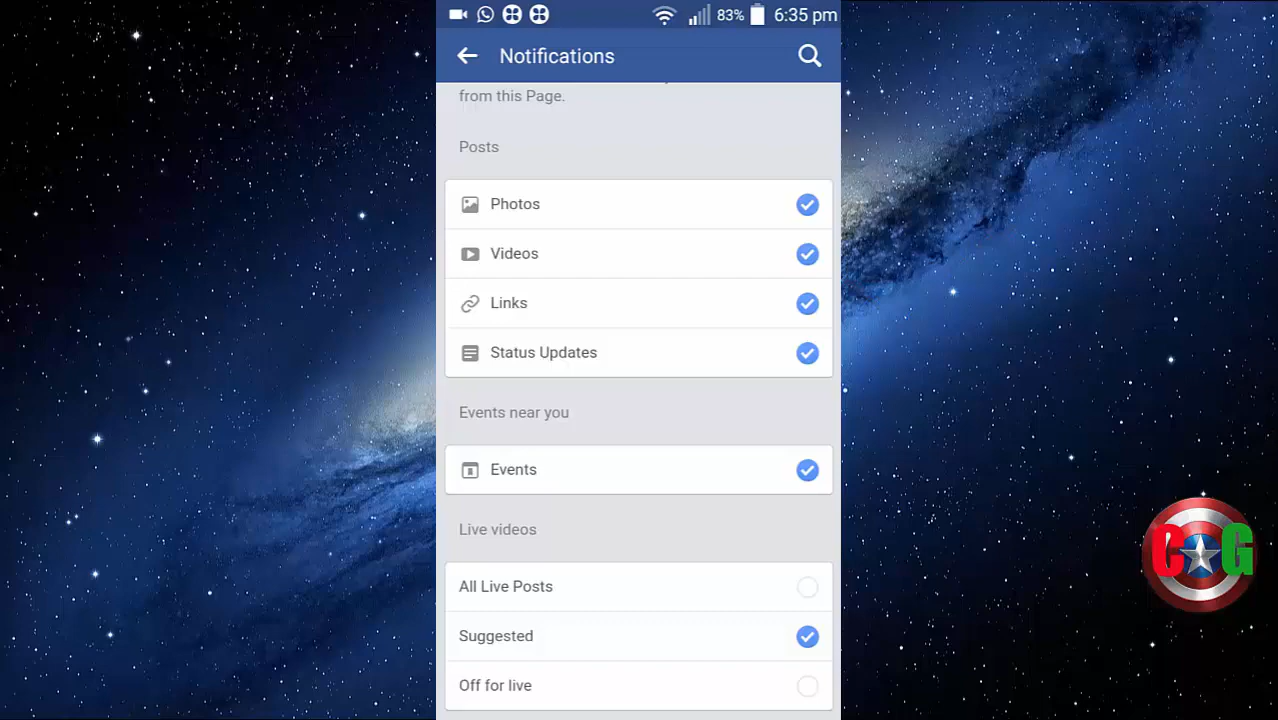 83% 6:35 pm
Notifications
from this Page.
Posts
Photos
Videos
Links
Status Updates
Events near you
Events
Live videos
All Live Posts
Suggested
Off for live
C G